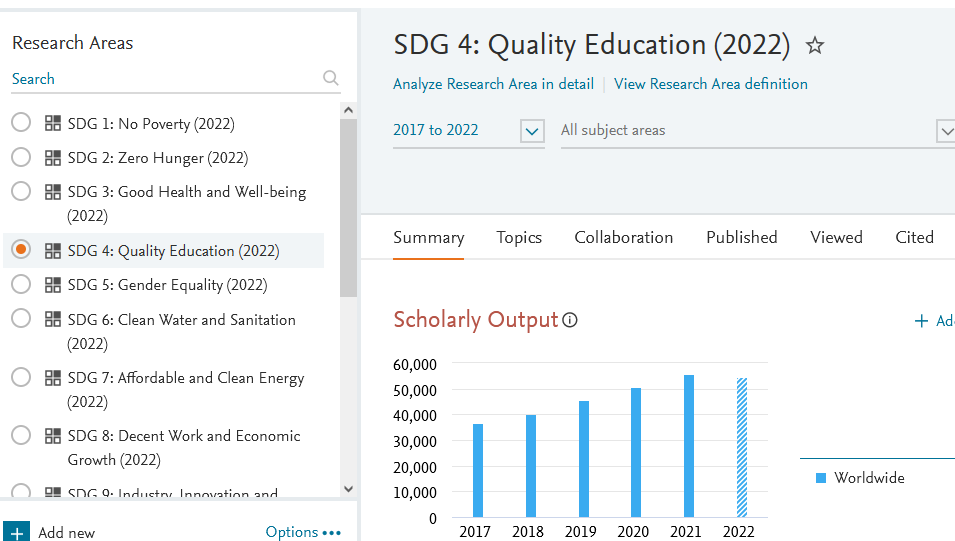 Research Areas
Search
SDG 1: No Poverty (2022)
SDG 2: Zero Hunger (2022)
SDG 3: Good Health and Well-being
(2022)
SDG 4: Quality Education (2022)
SDG 5: Gender Equality (2022)
SDG 6: Clean Water and Sanitation
(2022)
SDG 7: Affordable and Clean Energy
(2022)
SDG 8: Decent Work and Economic
Growth (2022)
SDG 9: Industry, Innovation and
+ Add new
Options •••
SDG 4: Quality Education (2022)
Analyze Research Area in detail | View Research Area definition
2017 to 2022
All subject areas
Summary Topics Collaboration Published Viewed Cited
Scholarly Output
+
60,000
50,000
40,000
30,000
20,000
10,000
0
2017 2018 2019 2020 2021 2022
Worldwide